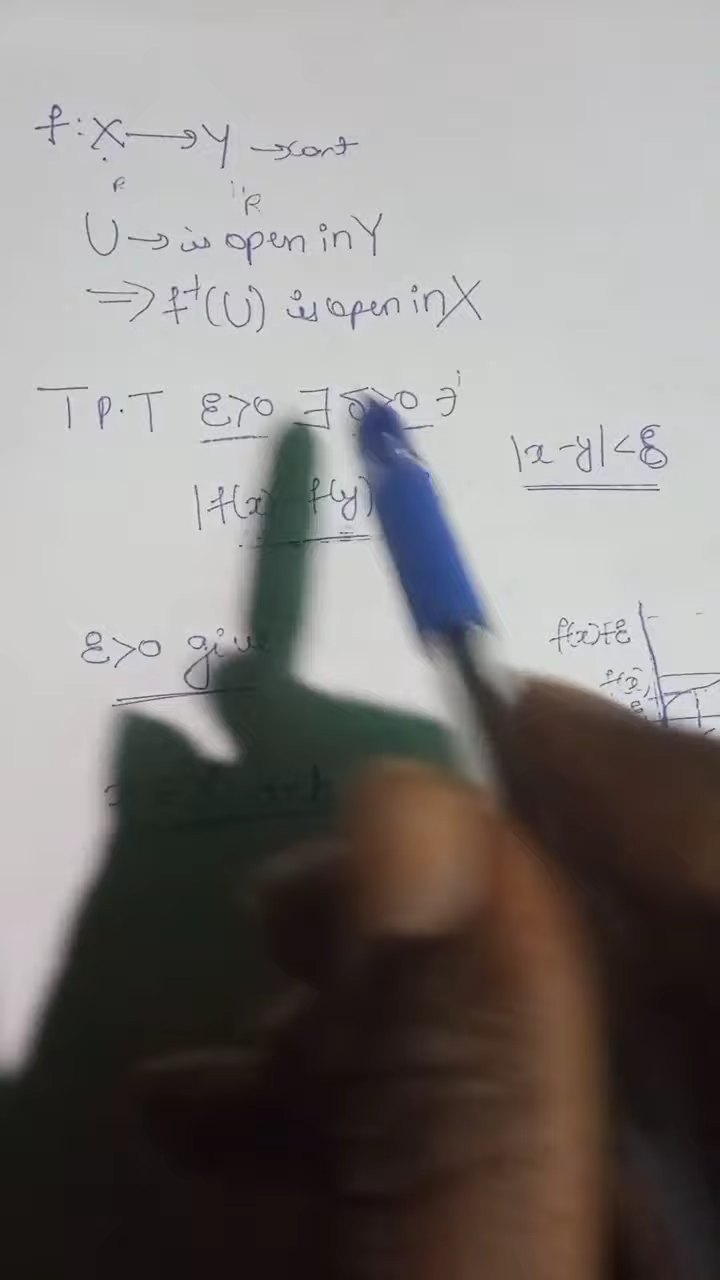 f: X → Y → cont
R " R
U → is open in Y
⇒ f⁻¹(U) is open in X
T P.T ε>0 ∃ δ>0 ∋
|x-y|<δ
|f(x) f(y)
ε>0
f(x)+ε
f(x)